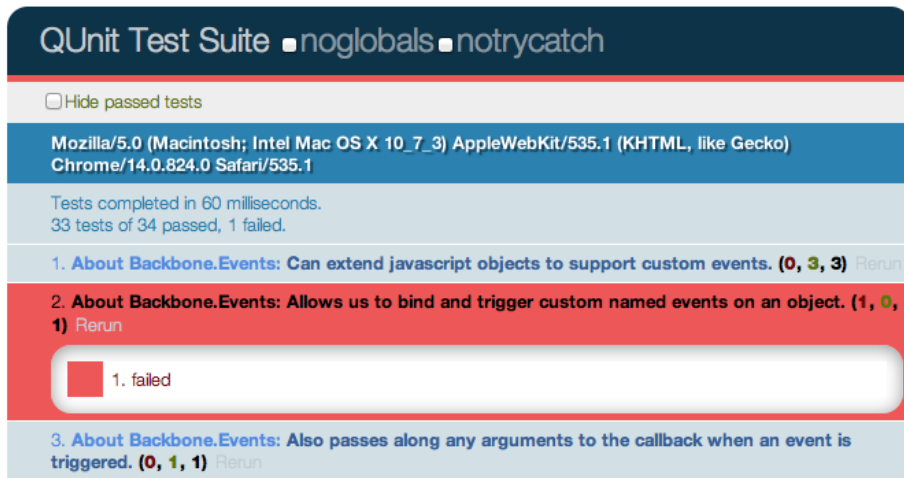 QUnit Test Suite noglobals notrycatch
Hide passed tests
Mozilla/5.0 (Macintosh; Intel Mac OS X 10_7_3) AppleWebKit/535.1 (KHTML, like Gecko)
Chrome/14.0.824.0 Safari/535.1
Tests completed in 60 milliseconds.
33 tests of 34 passed, 1 failed.
1. About Backbone.Events: Can extend javascript objects to support custom events. (0, 3, 3) Rerun
2. About Backbone.Events: Allows us to bind and trigger custom named events on an object. (1, 0,
1) Rerun
1. failed
3. About Backbone.Events: Also passes along any arguments to the callback when an event is
triggered. (0, 1, 1) Rerun